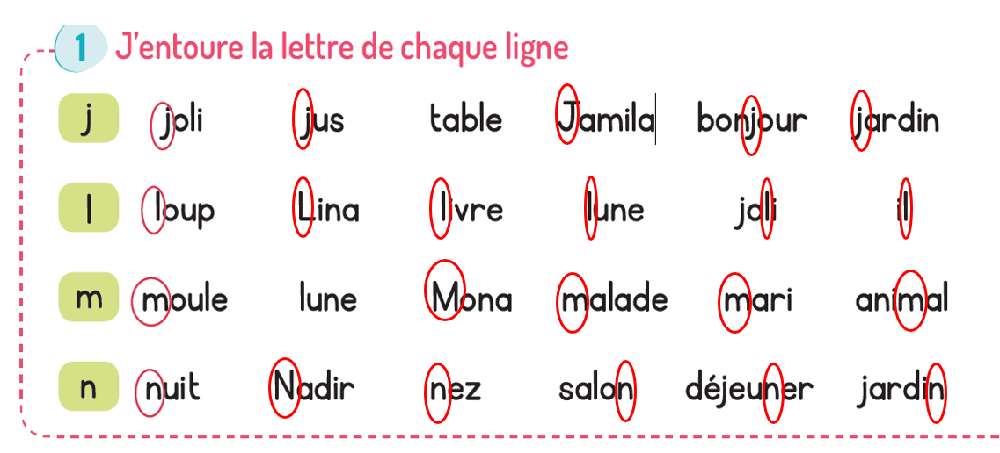 1 J'entoure la lettre de chaque ligne
j joli jus table Jamila bonjour jardin
l loup Lina livre lune joli il
m moule lune Mona malade mari animal
n nuit Nadir nez salon déjeuner jardin